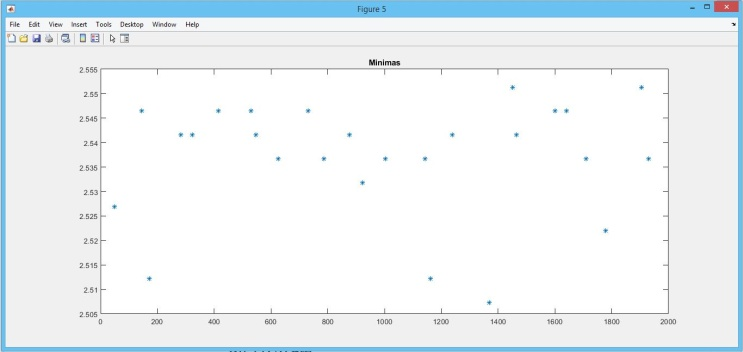 Figure 5
File Edit View Insert Tools Desktop Window Help
Minimas
2.555
2.55
2.545
2.54
2.535
2.53
2.525
2.52
2.515
2.51
2.505
0 200 400 600 800 1000 1200 1400 1600 1800 2000